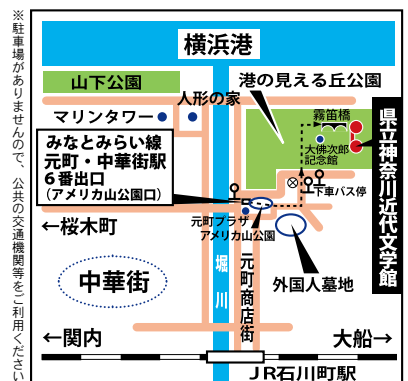 ※駐車場がありませんので、公共の交通機関等をご利用ください
横浜港
山下公園
港の見える丘公園
人形の家
マリンタワー
霧笛橋
大佛次郎
記念館
県立神奈川近代文学館
みなとみらい線
元町・中華街駅
6番出口
(アメリカ山公園口)
下車バス停
←桜木町
元町プラザ
アメリカ山公園
外国人墓地
中華街
堀川
元町商店街
←関内
大船→
JR石川町駅